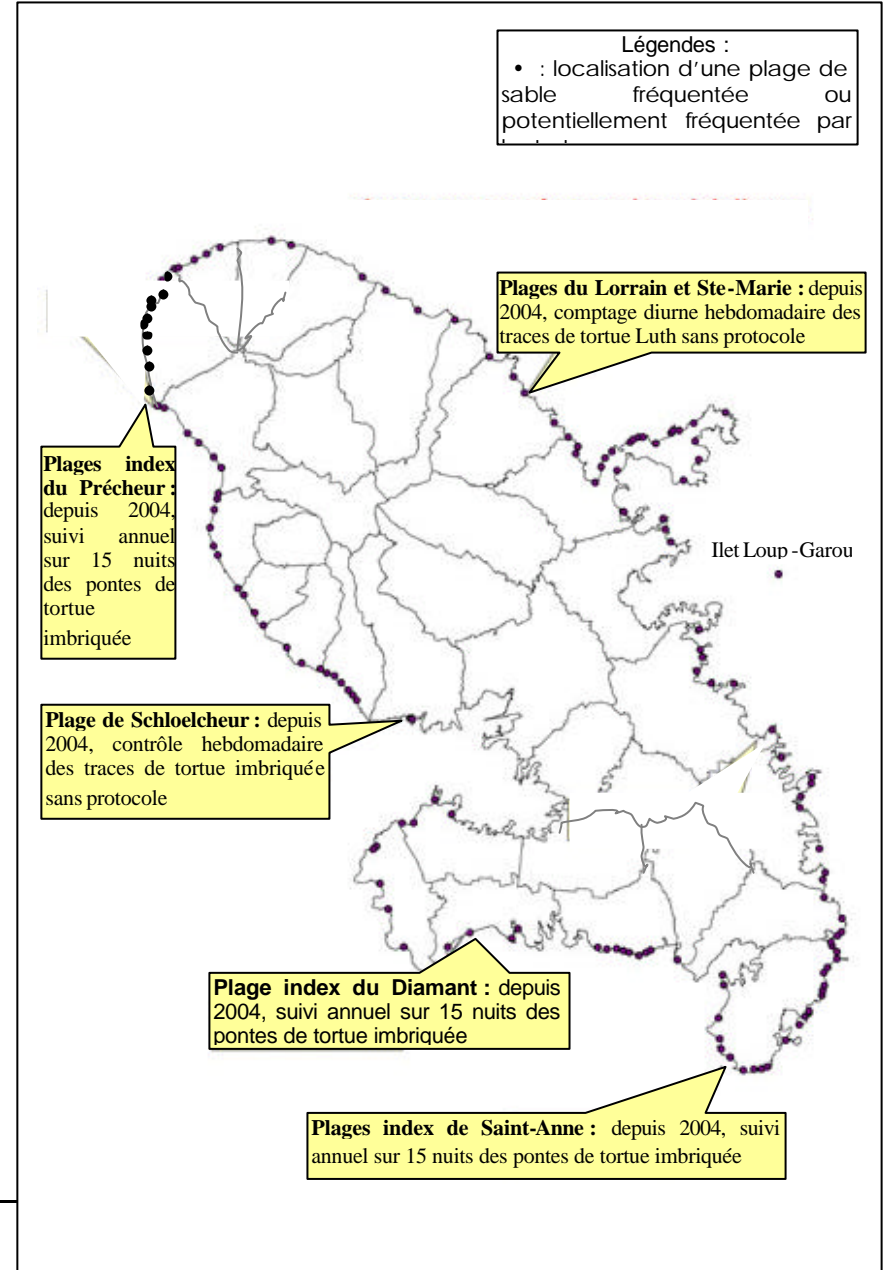 Légendes :
• : localisation d’une plage de
sable fréquentée ou
potentiellement fréquentée par
Plages du Lorrain et Ste-Marie : depuis
2004, comptage diurne hebdomadaire des
traces de tortue Luth sans protocole
Plages index
du Précheur :
depuis 2004,
suivi annuel
sur 15 nuits
des pontes de
tortue
imbriquée
Ilet Loup -Garou
Plage de Schloelcheur : depuis
2004, contrôle hebdomadaire
des traces de tortue imbriquée
sans protocole
Plage index du Diamant : depuis
2004, suivi annuel sur 15 nuits des
pontes de tortue imbriquée
Plages index de Saint-Anne : depuis 2004, suivi
annuel sur 15 nuits des pontes de tortue imbriquée